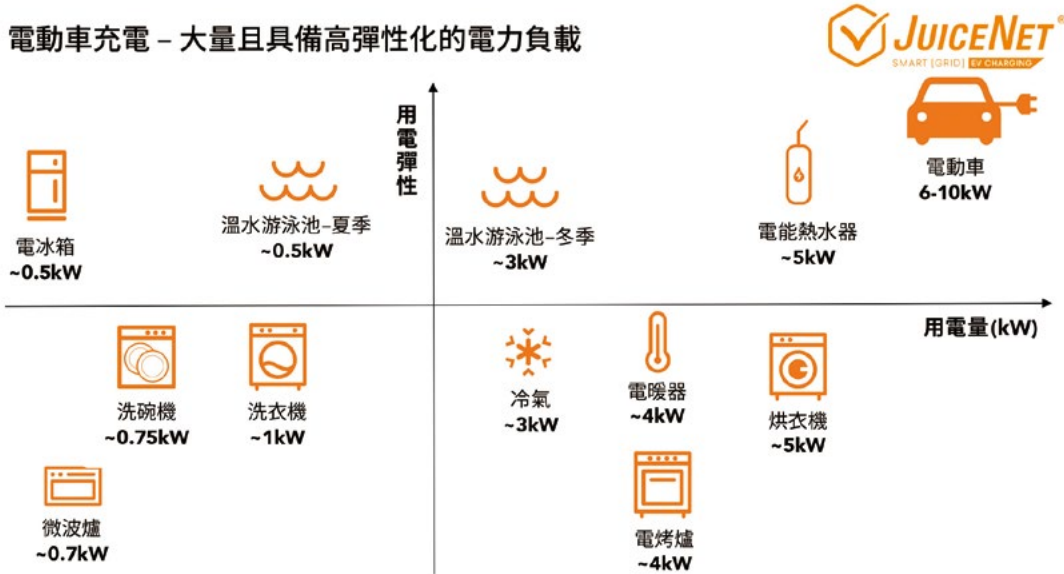 電動車充電 – 大量且具備高彈性化的電力負載
JUICENET®
SMART [GRID] EV CHARGING
用電彈性
電動車
6-10kW
電冰箱
~0.5kW
溫水游泳池-夏季
~0.5kW
溫水游泳池-冬季
~3kW
電能熱水器
~5kW
用電量(kW)
洗碗機
~0.75kW
洗衣機
~1kW
冷氣
~3kW
電暖器
~4kW
烘衣機
~5kW
微波爐
~0.7kW
電烤爐
~4kW